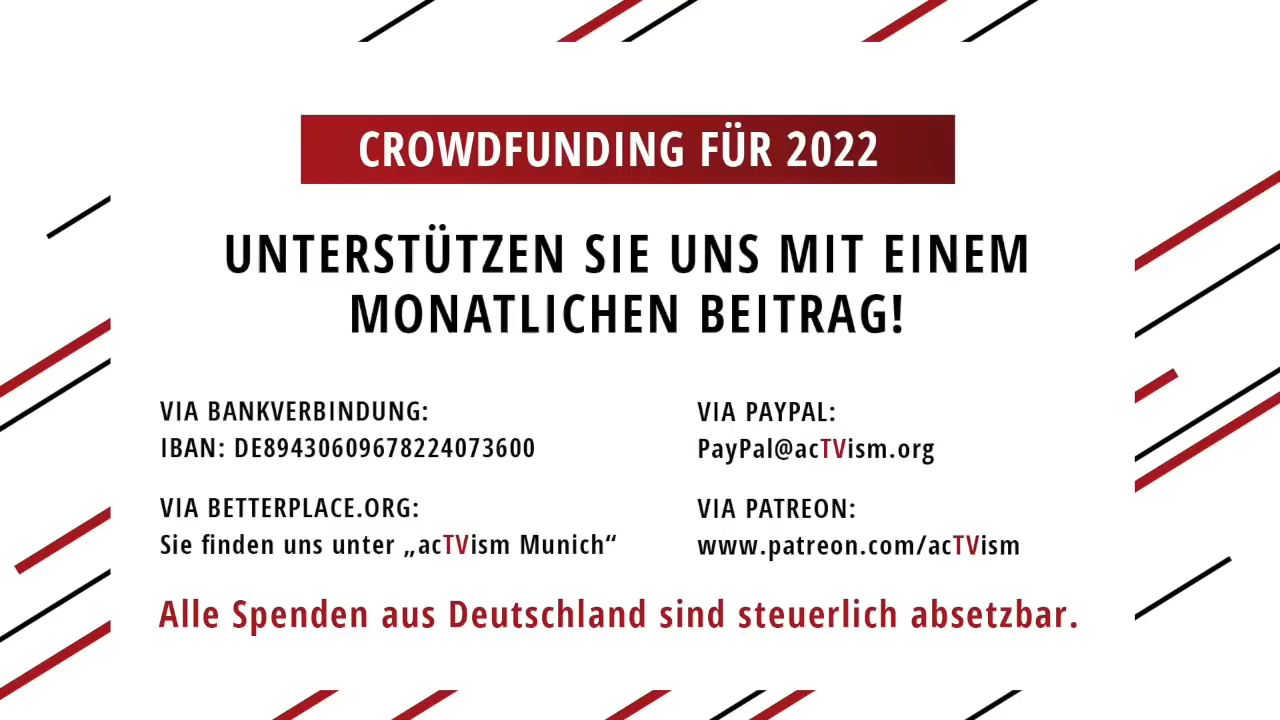 CROWDFUNDING FÜR 2022
UNTERSTÜTZEN SIE UNS MIT EINEM
MONATLICHEN BEITRAG!
VIA BANKVERBINDUNG:
IBAN: DE89430609678224073600
VIA BETTERPLACE.ORG:
Sie finden uns unter „acTVism Munich“
VIA PAYPAL:
PayPal@acTVism.org
VIA PATREON:
www.patreon.com/acTVism
Alle Spenden aus Deutschland sind steuerlich absetzbar.